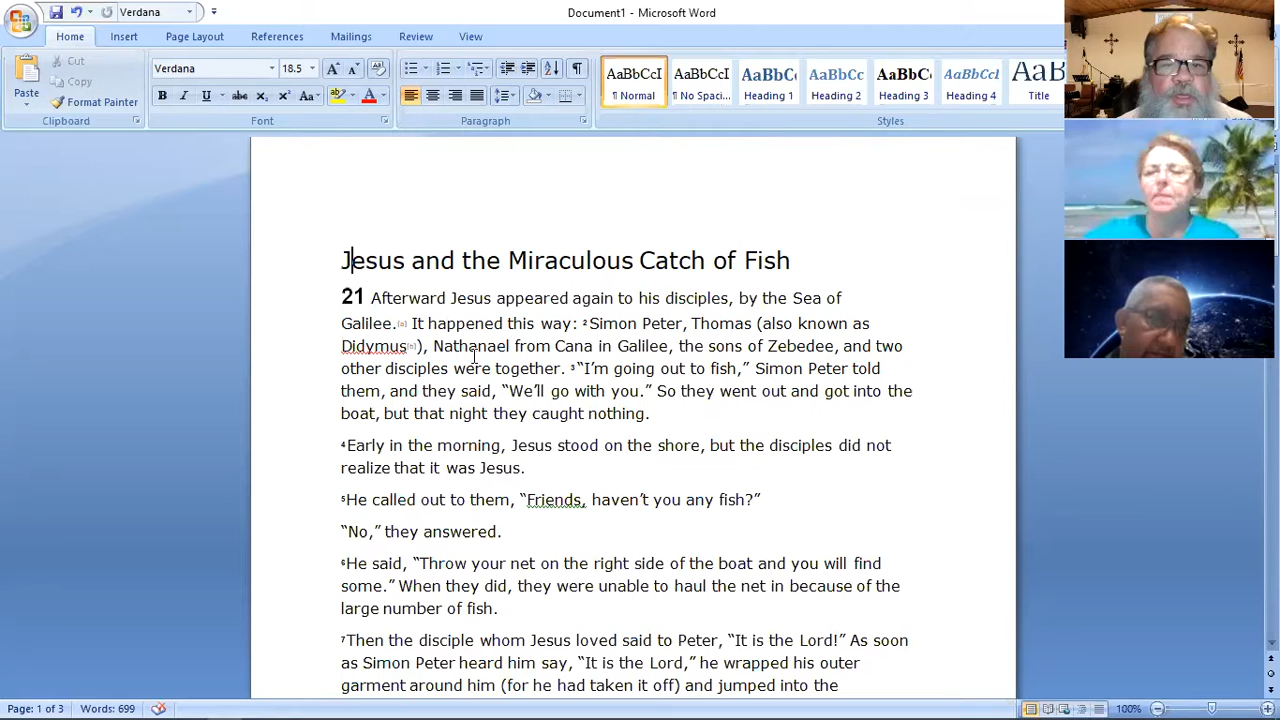 Verdana
Document1 - Microsoft Word
Home Insert Page Layout References Mailings Review View
Paste
Cut
Copy
Format Painter
Clipboard
Verdana 18.5
Font
Paragraph
AaBbCcI AaBbCcI AaBbC AaBbCc AaBbCc AaBbCcI AaB
¶ Normal ¶ No Spaci... Heading 1 Heading 2 Heading 3 Heading 4 Title
Styles
Jesus and the Miraculous Catch of Fish
21 Afterward Jesus appeared again to his disciples, by the Sea of
Galilee.[a] It happened this way: 2Simon Peter, Thomas (also known as
Didymus[b]), Nathanael from Cana in Galilee, the sons of Zebedee, and two
other disciples were together. 3“I’m going out to fish,” Simon Peter told
them, and they said, “We’ll go with you.” So they went out and got into the
boat, but that night they caught nothing.
4Early in the morning, Jesus stood on the shore, but the disciples did not
realize that it was Jesus.
5He called out to them, “Friends, haven’t you any fish?”
“No,” they answered.
6He said, “Throw your net on the right side of the boat and you will find
some.” When they did, they were unable to haul the net in because of the
large number of fish.
7Then the disciple whom Jesus loved said to Peter, “It is the Lord!” As soon
as Simon Peter heard him say, “It is the Lord,” he wrapped his outer
garment around him (for he had taken it off) and jumped into the
Page: 1 of 3 Words: 699 100%